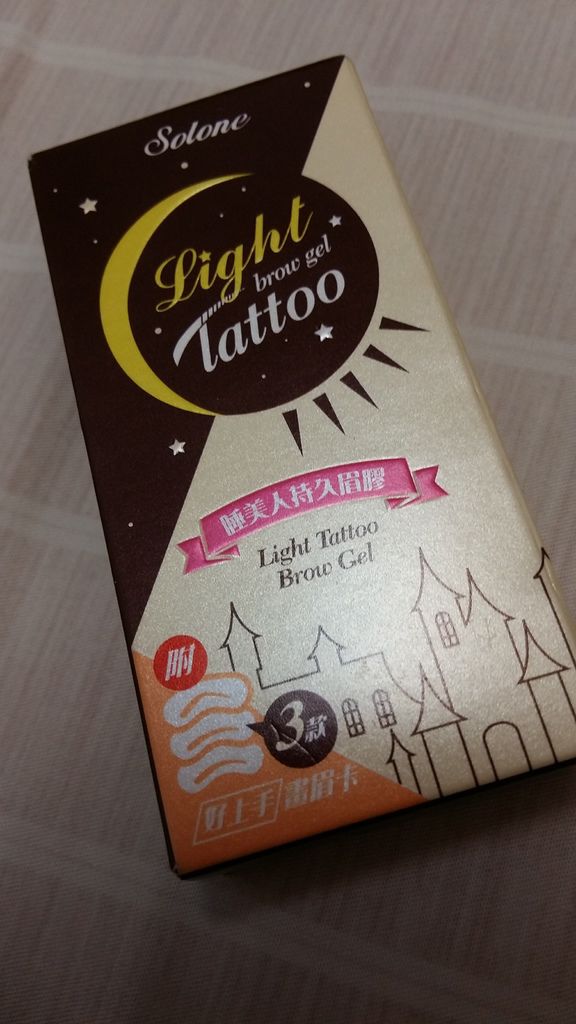 Solone
Light
brow gel
Tattoo
睡美人持久眉膠
Light Tattoo
Brow Gel
附
3款
好上手畫眉卡